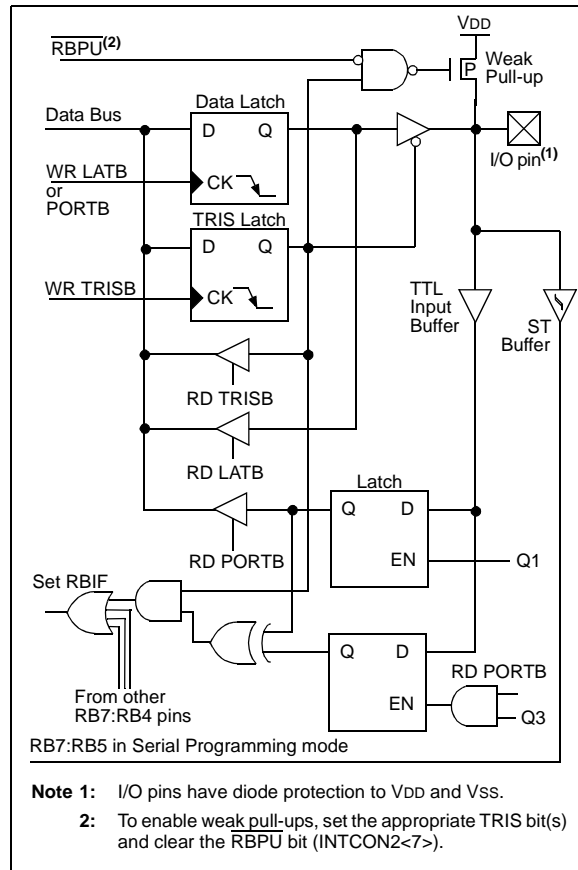 RBPU(2)
VDD
P
Weak
Pull-up
Data Bus
Data Latch
D Q
CK
I/O pin(1)
WR LATB
or
PORTB
TRIS Latch
D Q
CK
WR TRISB
TTL
Input
Buffer
ST
Buffer
RD TRISB
RD LATB
Latch
Q D
EN
Q1
RD PORTB
Set RBIF
Q D
EN
RD PORTB
Q3
From other
RB7:RB4 pins
RB7:RB5 in Serial Programming mode
Note 1: I/O pins have diode protection to VDD and VSS.
2: To enable weak pull-ups, set the appropriate TRIS bit(s)
and clear the RBPU bit (INTCON2<7>).